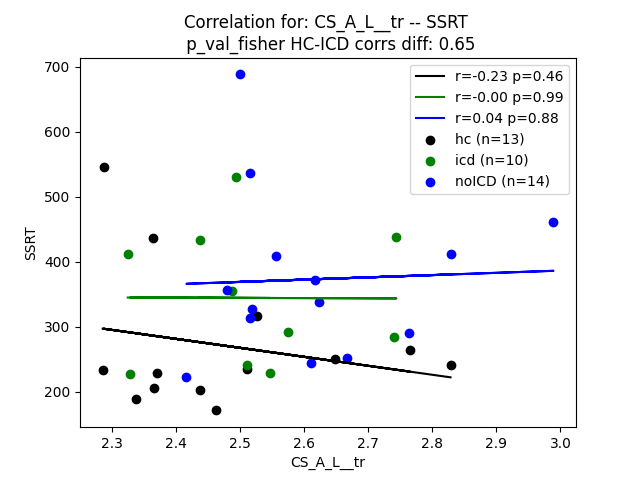 Correlation for: CS_A_L__tr -- SSRT
p_val_fisher HC-ICD corrs diff: 0.65
700
600
500
400
300
200
SSRT
r=-0.23 p=0.46
r=-0.00 p=0.99
r=0.04 p=0.88
hc (n=13)
icd (n=10)
noICD (n=14)
2.3 2.4 2.5 2.6 2.7 2.8 2.9 3.0
CS_A_L__tr